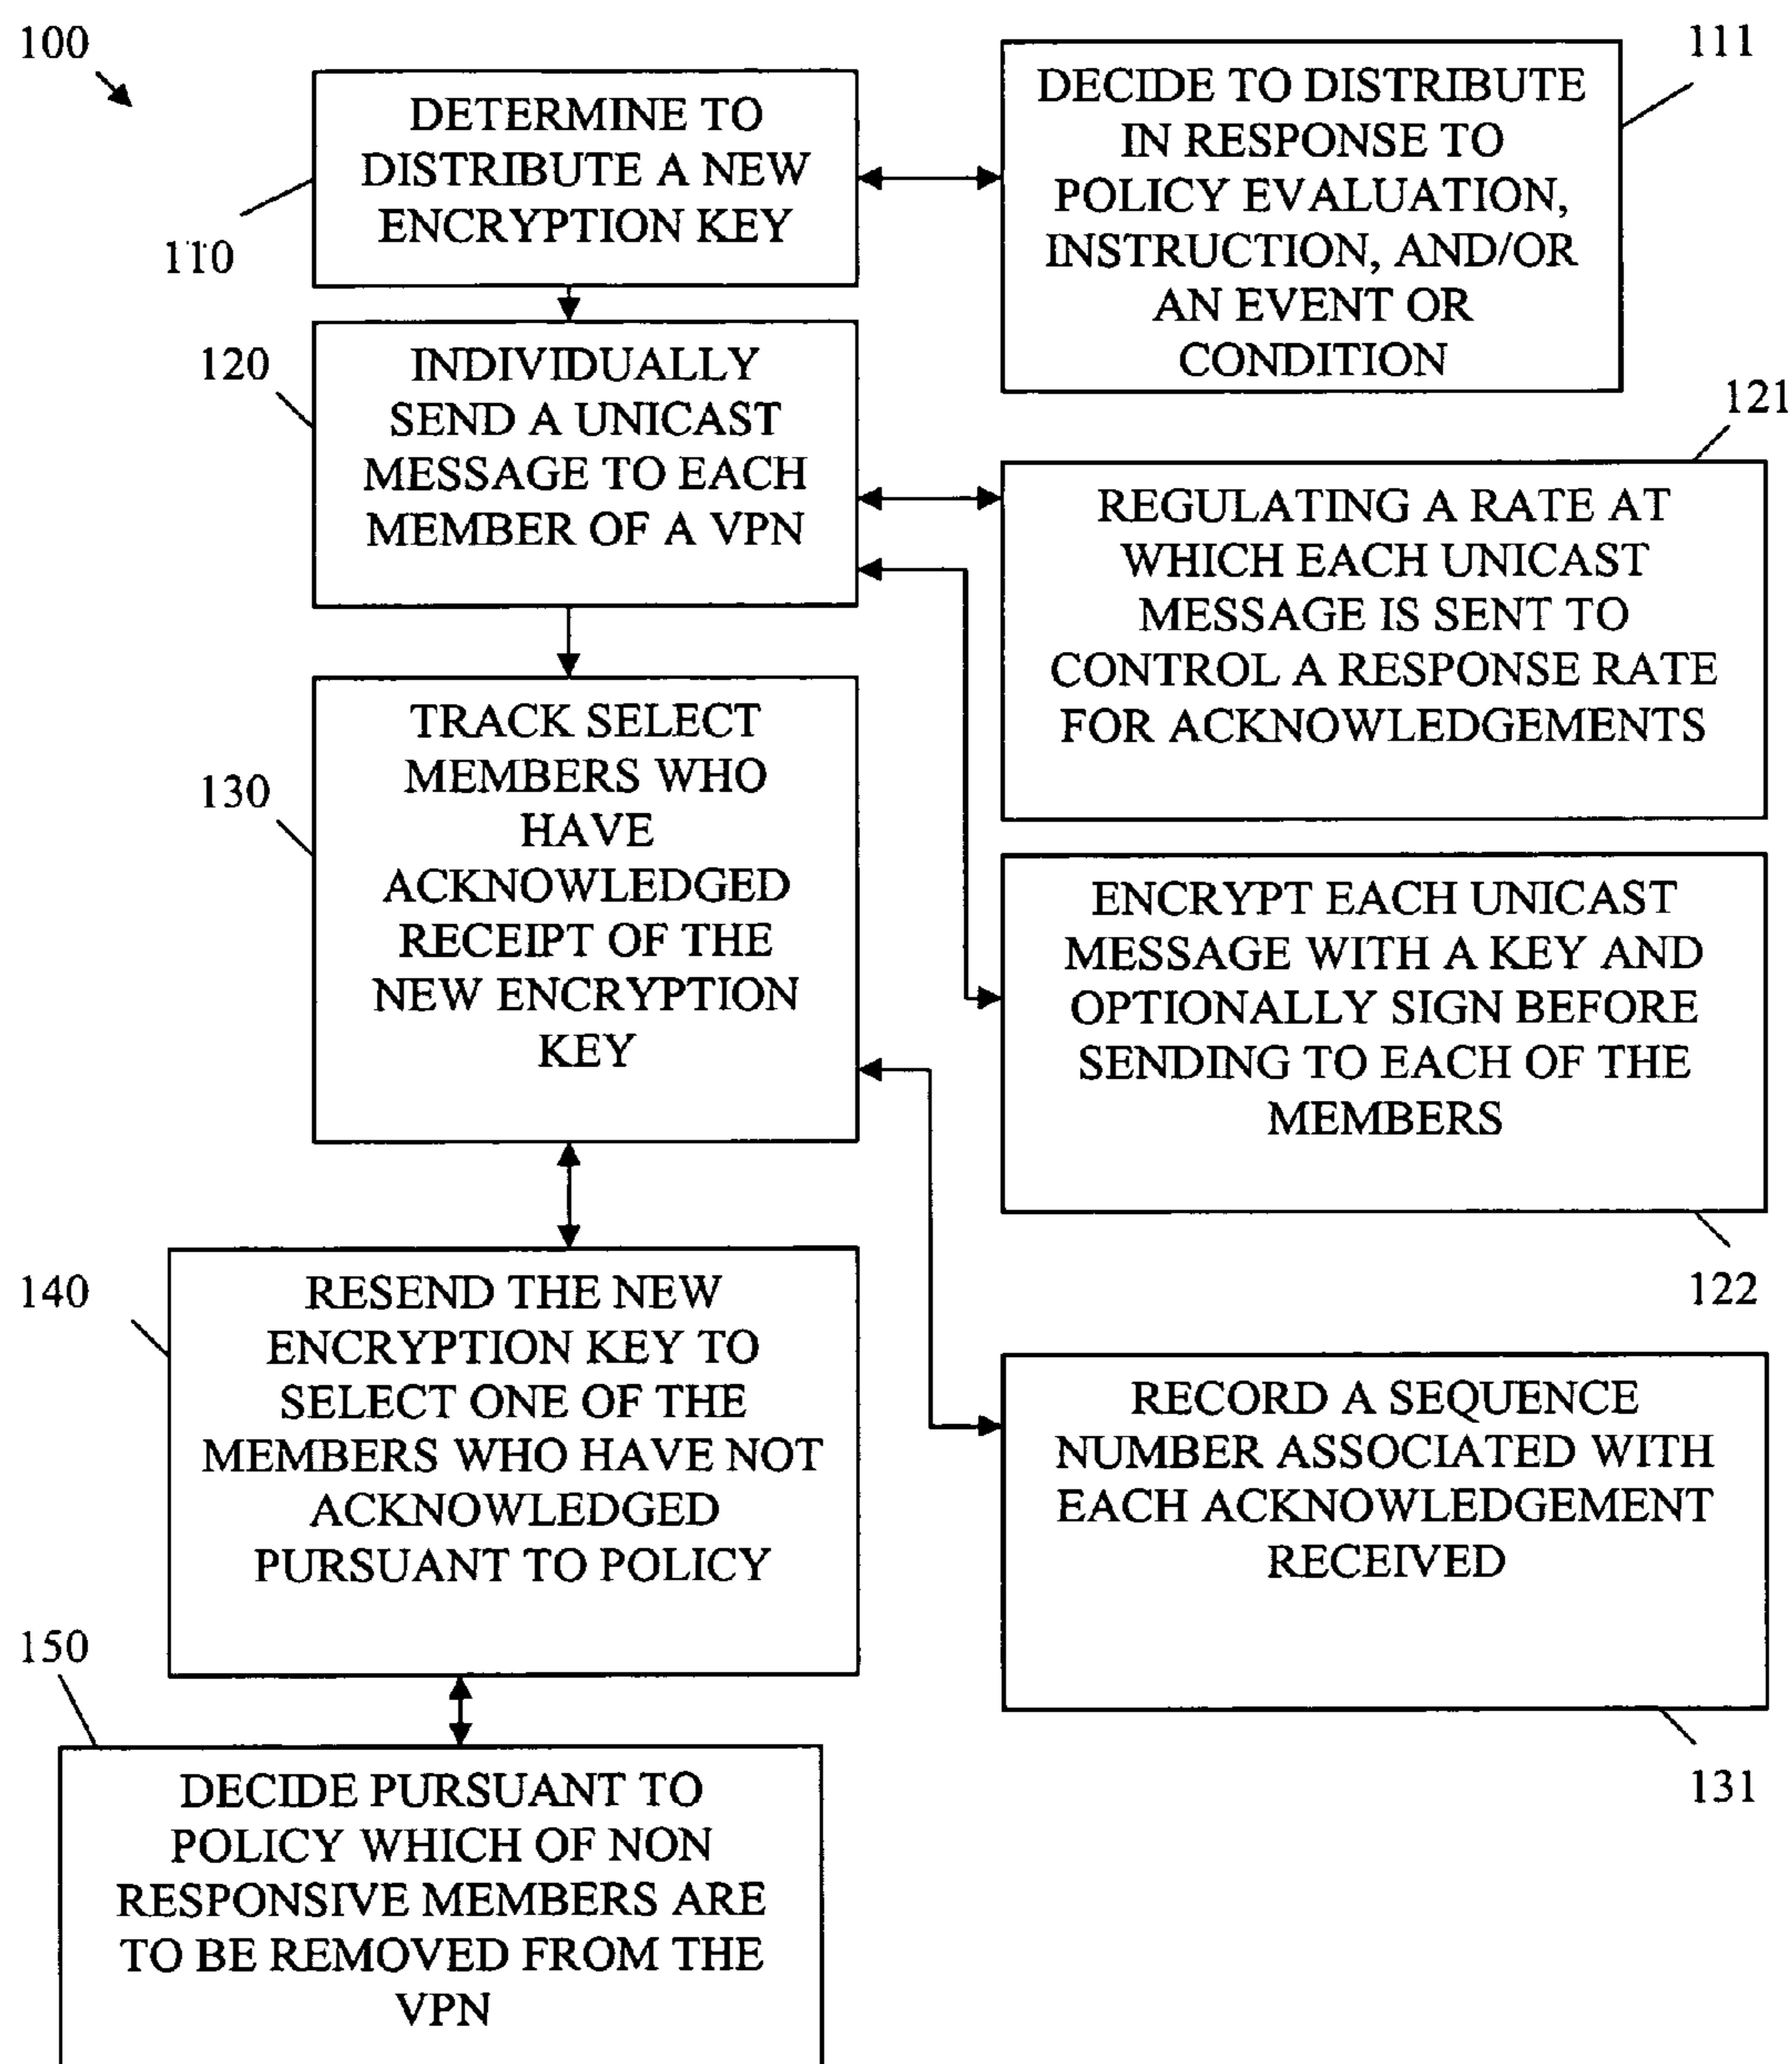 100
DETERMINE TO
DISTRIBUTE A NEW
ENCRYPTION KEY
110
111
DECIDE TO DISTRIBUTE
IN RESPONSE TO
POLICY EVALUATION,
INSTRUCTION, AND/OR
AN EVENT OR
CONDITION
120
INDIVIDUALLY
SEND A UNICAST
MESSAGE TO EACH
MEMBER OF A VPN
121
REGULATING A RATE AT
WHICH EACH UNICAST
MESSAGE IS SENT TO
CONTROL A RESPONSE RATE
FOR ACKNOWLEDGEMENTS
130
TRACK SELECT
MEMBERS WHO
HAVE
ACKNOWLEDGED
RECEIPT OF THE
NEW ENCRYPTION
KEY
ENCRYPT EACH UNICAST
MESSAGE WITH A KEY AND
OPTIONALLY SIGN BEFORE
SENDING TO EACH OF THE
MEMBERS
122
140
RESEND THE NEW
ENCRYPTION KEY TO
SELECT ONE OF THE
MEMBERS WHO HAVE NOT
ACKNOWLEDGED
PURSUANT TO POLICY
RECORD A SEQUENCE
NUMBER ASSOCIATED WITH
EACH ACKNOWLEDGEMENT
RECEIVED
131
150
DECIDE PURSUANT TO
POLICY WHICH OF NON
RESPONSIVE MEMBERS ARE
TO BE REMOVED FROM THE
VPN